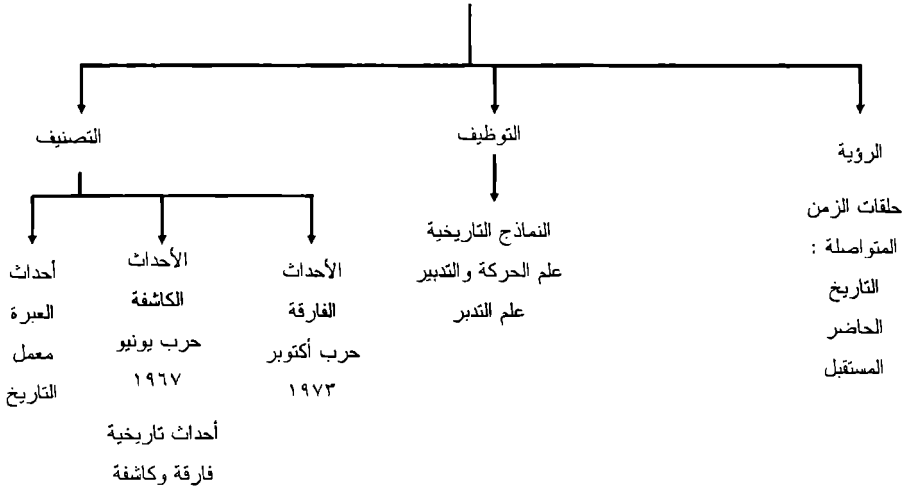 الرؤية
حلقات الزمن
المتواصلة :
التاريخ
الحاضر
المستقبل
التوظيف
النماذج التاريخية
علم الحركة والتدبير
علم التدبر
التصنيف
الأحداث
الفارقة
حرب أكتوبر
١٩٧٣
الأحداث
الكاشفة
حرب يونيو
١٩٦٧
أحداث تاريخية
فارقة وكاشفة
أحداث
العبرة
معمل
التاريخ